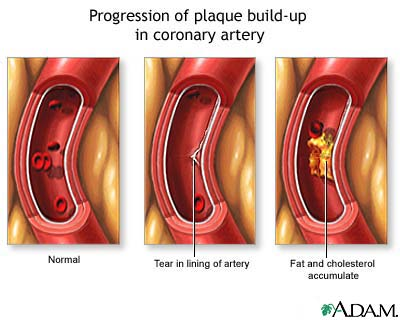 Progression of plaque build-up
in coronary artery
Normal
Tear in lining of artery
Fat and cholesterol
accumulate
A.D.A.M.